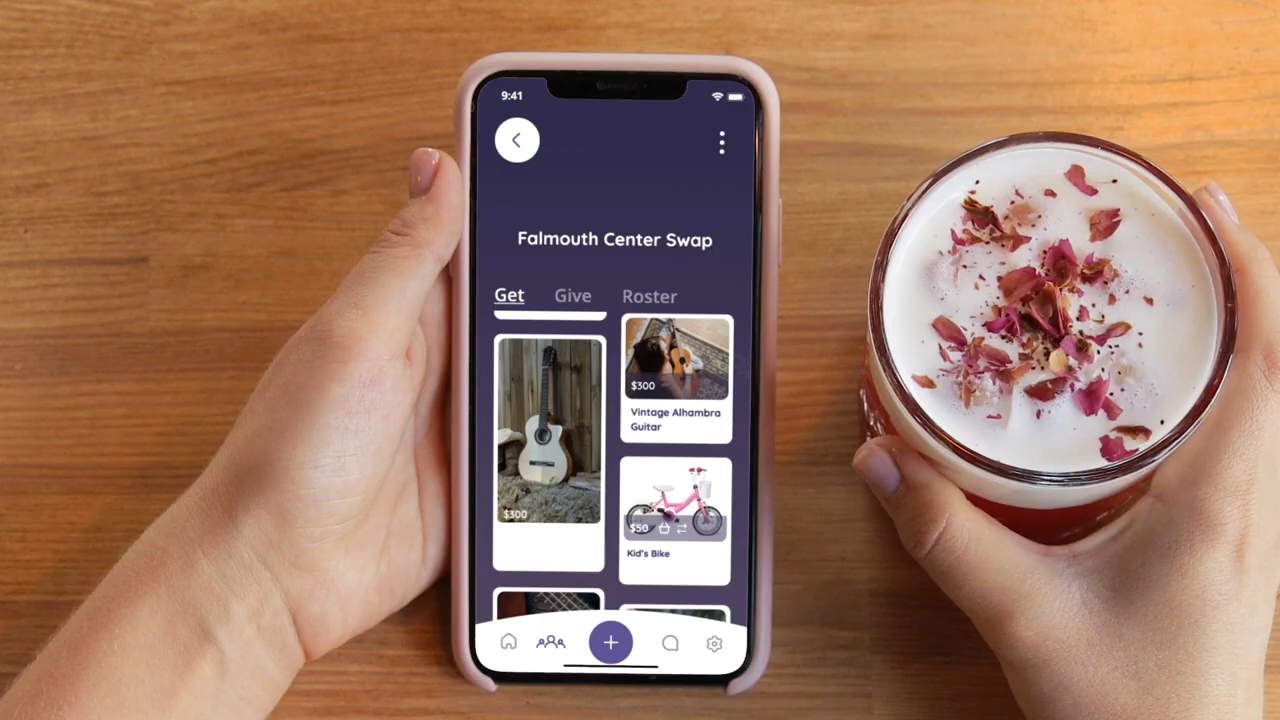 9:41
Falmouth Center Swap
Get Give Roster
$300
Vintage Alhambra
Guitar
$300
$50
Kid's Bike